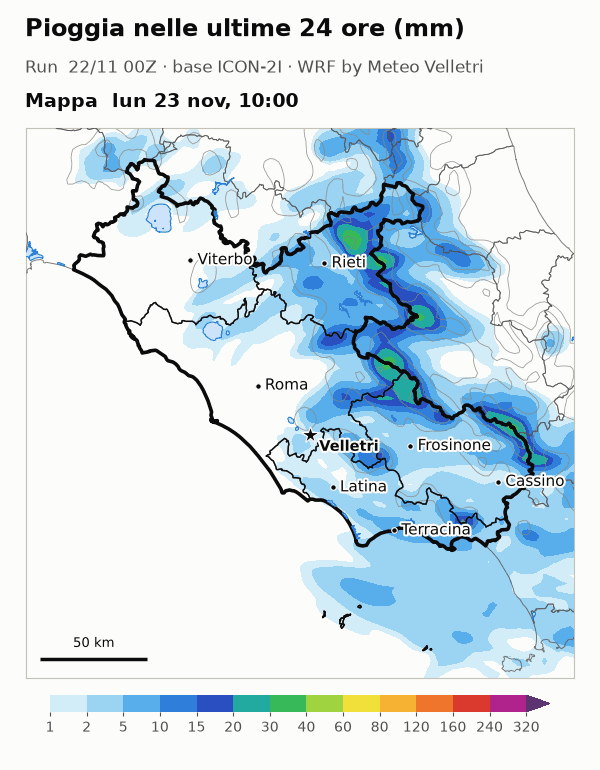 Pioggia nelle ultime 24 ore (mm)
Run  22/11 00Z · base ICON-2I · WRF by Meteo Velletri
Mappa  lun 23 nov, 10:00
Viterbo
Rieti
Roma
Velletri
Frosinone
Cassino
Latina
Terracina
50 km
1 2 5 10 15 20 30 40 60 80 120 160 240 320